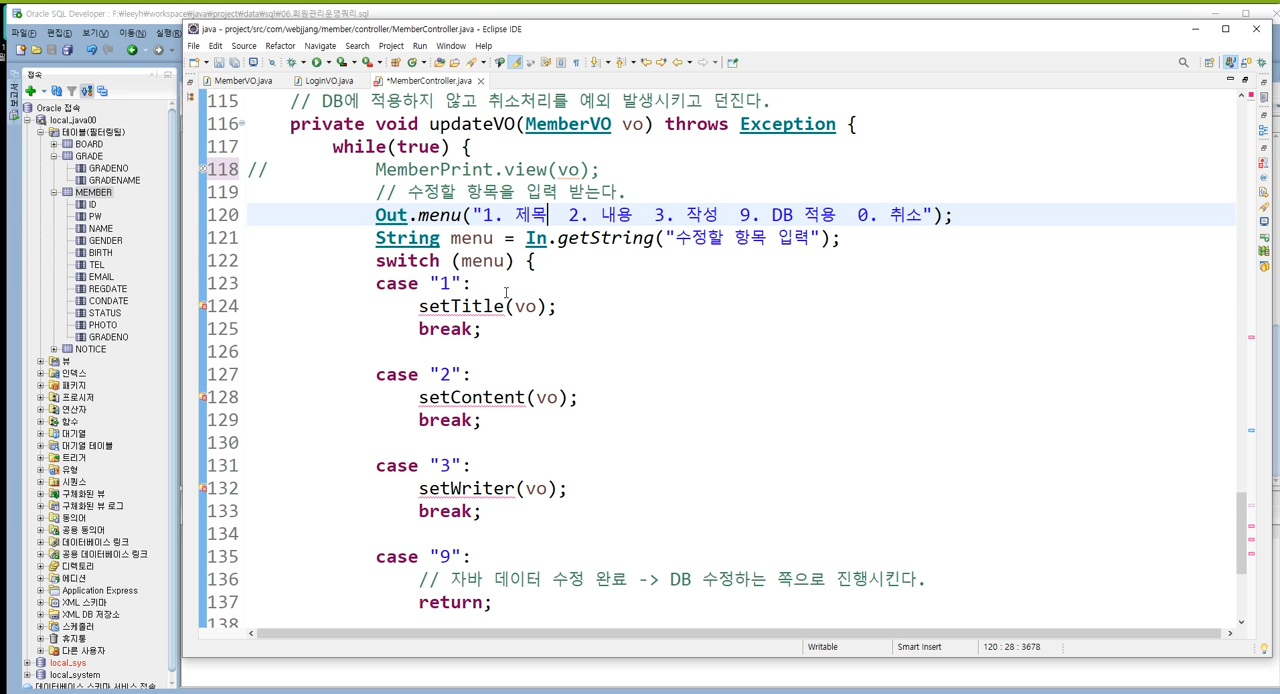 Oracle SQL Developer : F:\leeyh\workspace\java\project\data\sql\06.회원관리운영쿼리.sql
파일(F) 편집(E) 보기(V) 이동(N) 실행(R)
접속
Oracle 접속
local_java00
테이블(필터링됨)
BOARD
GRADE
GRADENO
GRADENAME
MEMBER
ID
PW
NAME
GENDER
BIRTH
TEL
EMAIL
REGDATE
CONDATE
STATUS
PHOTO
GRADENO
NOTICE
뷰
인덱스
패키지
프로시저
연산자
함수
대기열
대기열 테이블
트리거
유형
시퀀스
구체화된 뷰
구체화된 뷰 로그
동의어
공용 동의어
데이터베이스 링크
공용 데이터베이스 링크
디렉토리
에디션
Application Express
XML 스키마
XML DB 저장소
스케줄러
휴지통
다른 사용자
local_sys
local_system
데이터베이스 스키마 서비스 접속
java - project/src/com/webjjang/member/controller/MemberController.java - Eclipse IDE
File Edit Source Refactor Navigate Search Project Run Window Help
MemberVO.java LoginVO.java *MemberController.java
115 // DB에 적용하지 않고 취소처리를 예외 발생시키고 던진다.
116 private void updateVO(MemberVO vo) throws Exception {
117 while(true) {
118 // MemberPrint.view(vo);
119 // 수정할 항목을 입력 받는다.
120 Out.menu("1. 제목 2. 내용 3. 작성 9. DB 적용 0. 취소");
121 String menu = In.getString("수정할 항목 입력");
122 switch (menu) {
123 case "1":
124 setTitle(vo);
125 break;
126
127 case "2":
128 setContent(vo);
129 break;
130
131 case "3":
132 setWriter(vo);
133 break;
134
135 case "9":
136 // 자바 데이터 수정 완료 -> DB 수정하는 쪽으로 진행시킨다.
137 return;
138
Writable Smart Insert 120 : 28 : 3678